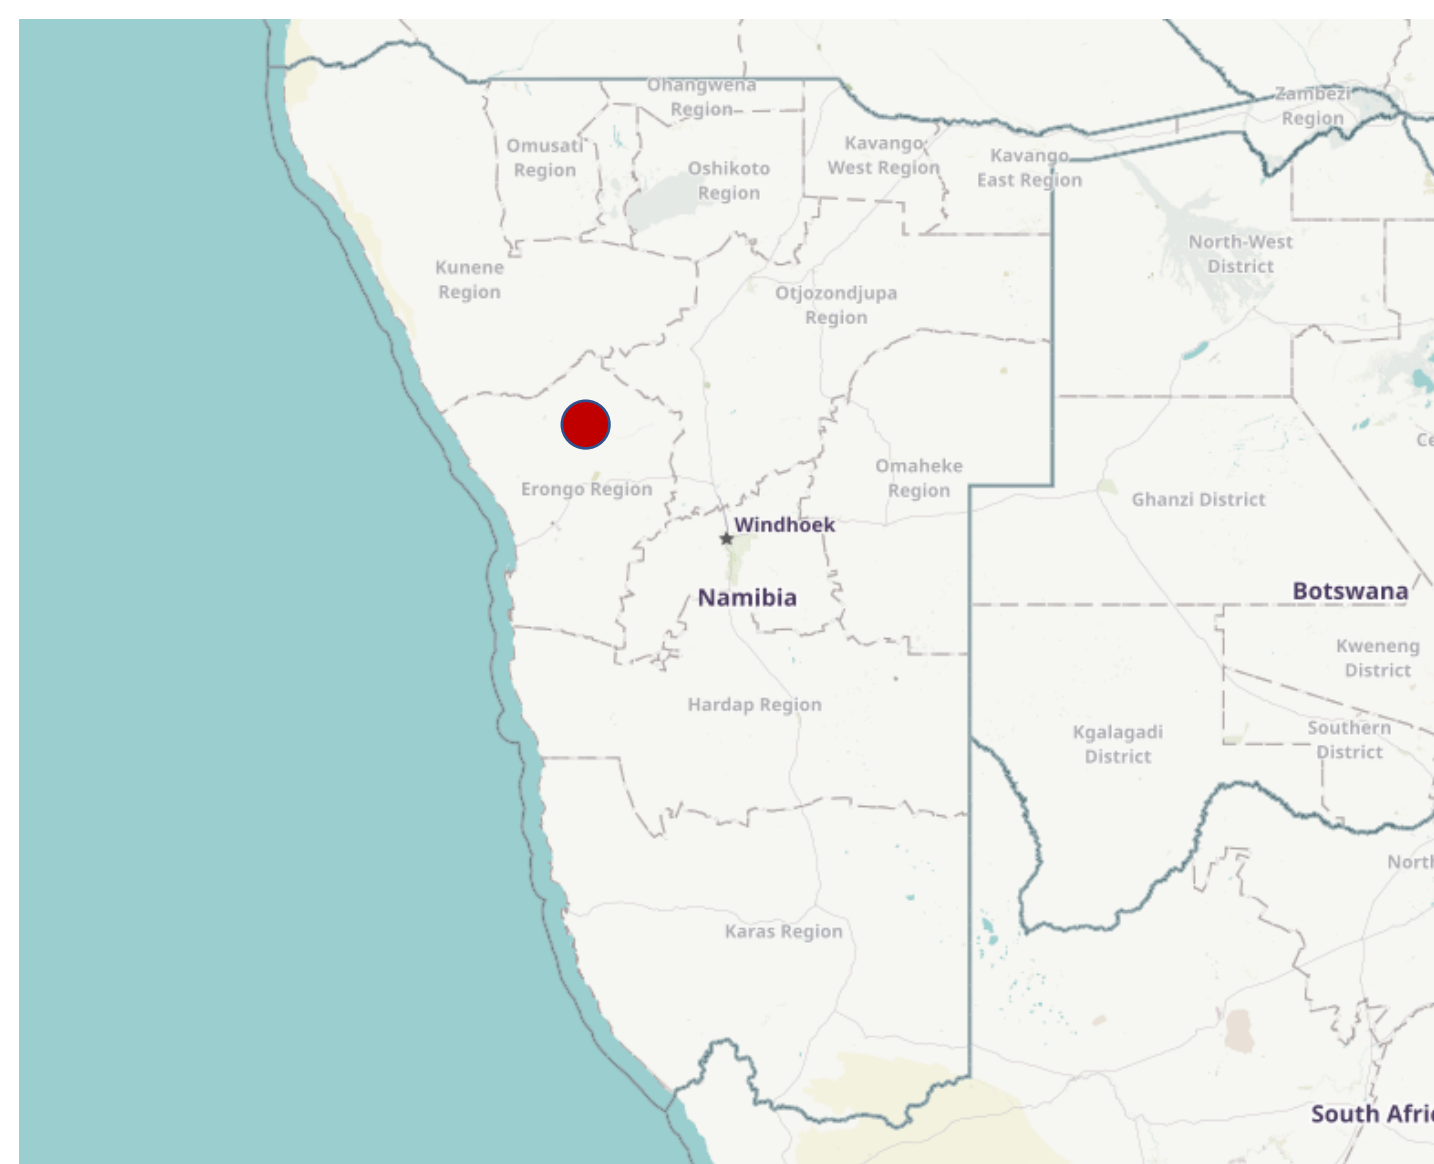 Ohangwena
Region
Zambezi
Region
Omusati
Region
Oshikoto
Region
Kavango
West Region
Kavango
East Region
North-West
District
Kunene
Region
Otjozondjupa
Region
Omaheke
Region
Erongo Region
Ghanzi District
Ce
Windhoek
Namibia
Botswana
Kweneng
District
Hardap Region
Kgalagadi
District
Southern
District
North
Karas Region
South Afri